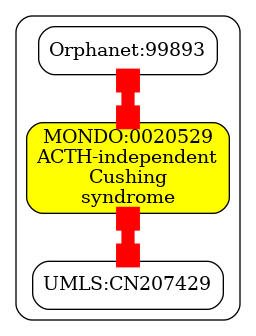 Orphanet:99893
MONDO:0020529
ACTH-independent
Cushing
syndrome
UMLS:CN207429